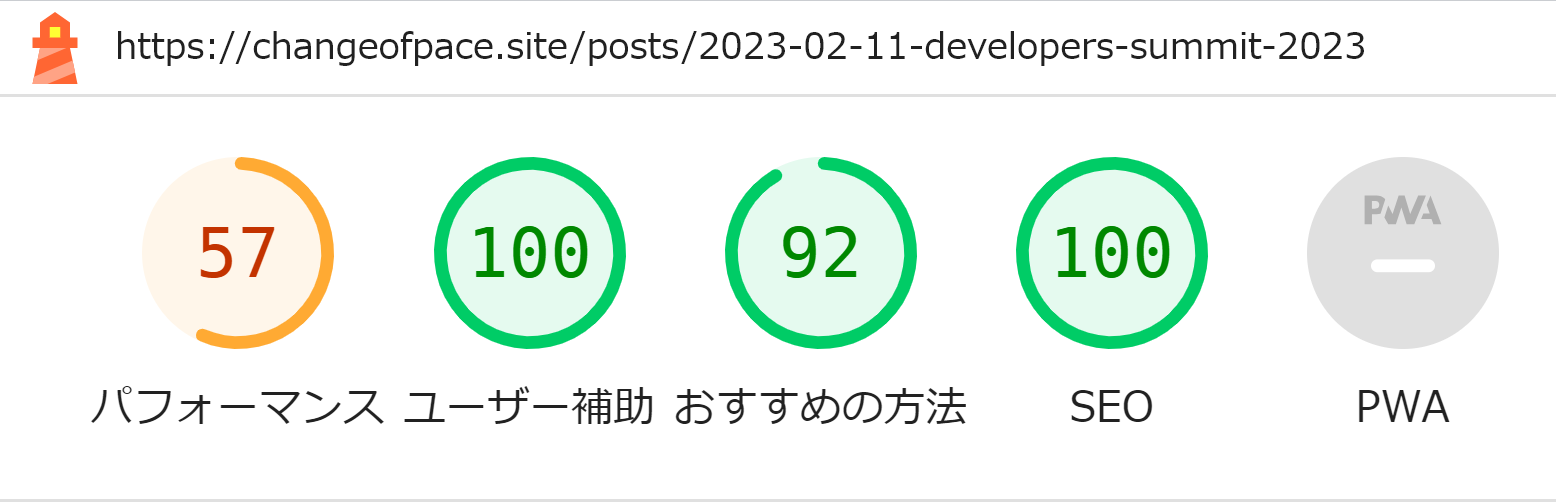 https://changeofpace.site/posts/2023-02-11-developers-summit-2023
57 100 92 100 PWA
パフォーマンス ユーザー補助 おすすめの方法 SEO PWA